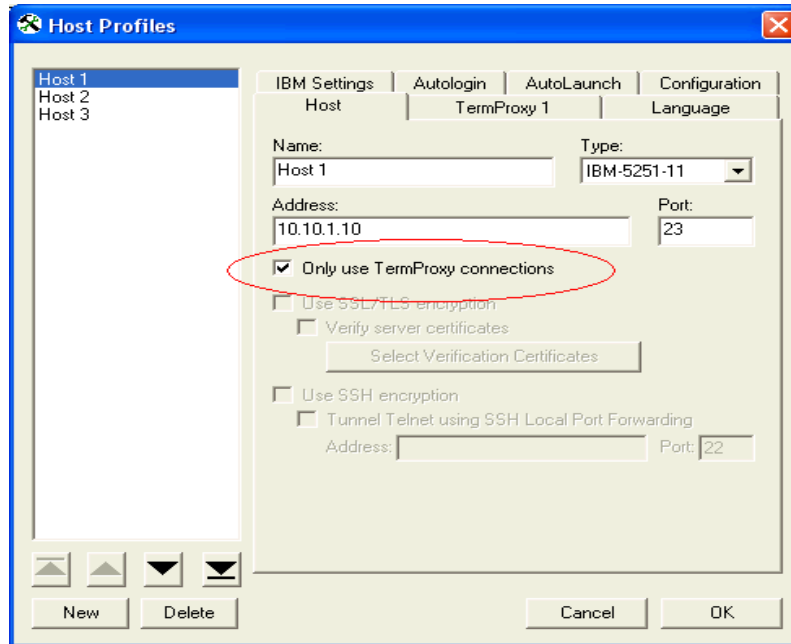 Host Profiles
Host 1
Host 2
Host 3
IBM Settings Autologin AutoLaunch Configuration
Host TermProxy 1 Language
Name: Type:
Host 1 IBM-5251-11
Address: Port:
10.10.1.10 23
Only use TermProxy connections
Use SSL/TLS encryption
Verify server certificates
Select Verification Certificates
Use SSH encryption
Tunnel Telnet using SSH Local Port Forwarding
Address: Port: 22
New Delete Cancel OK